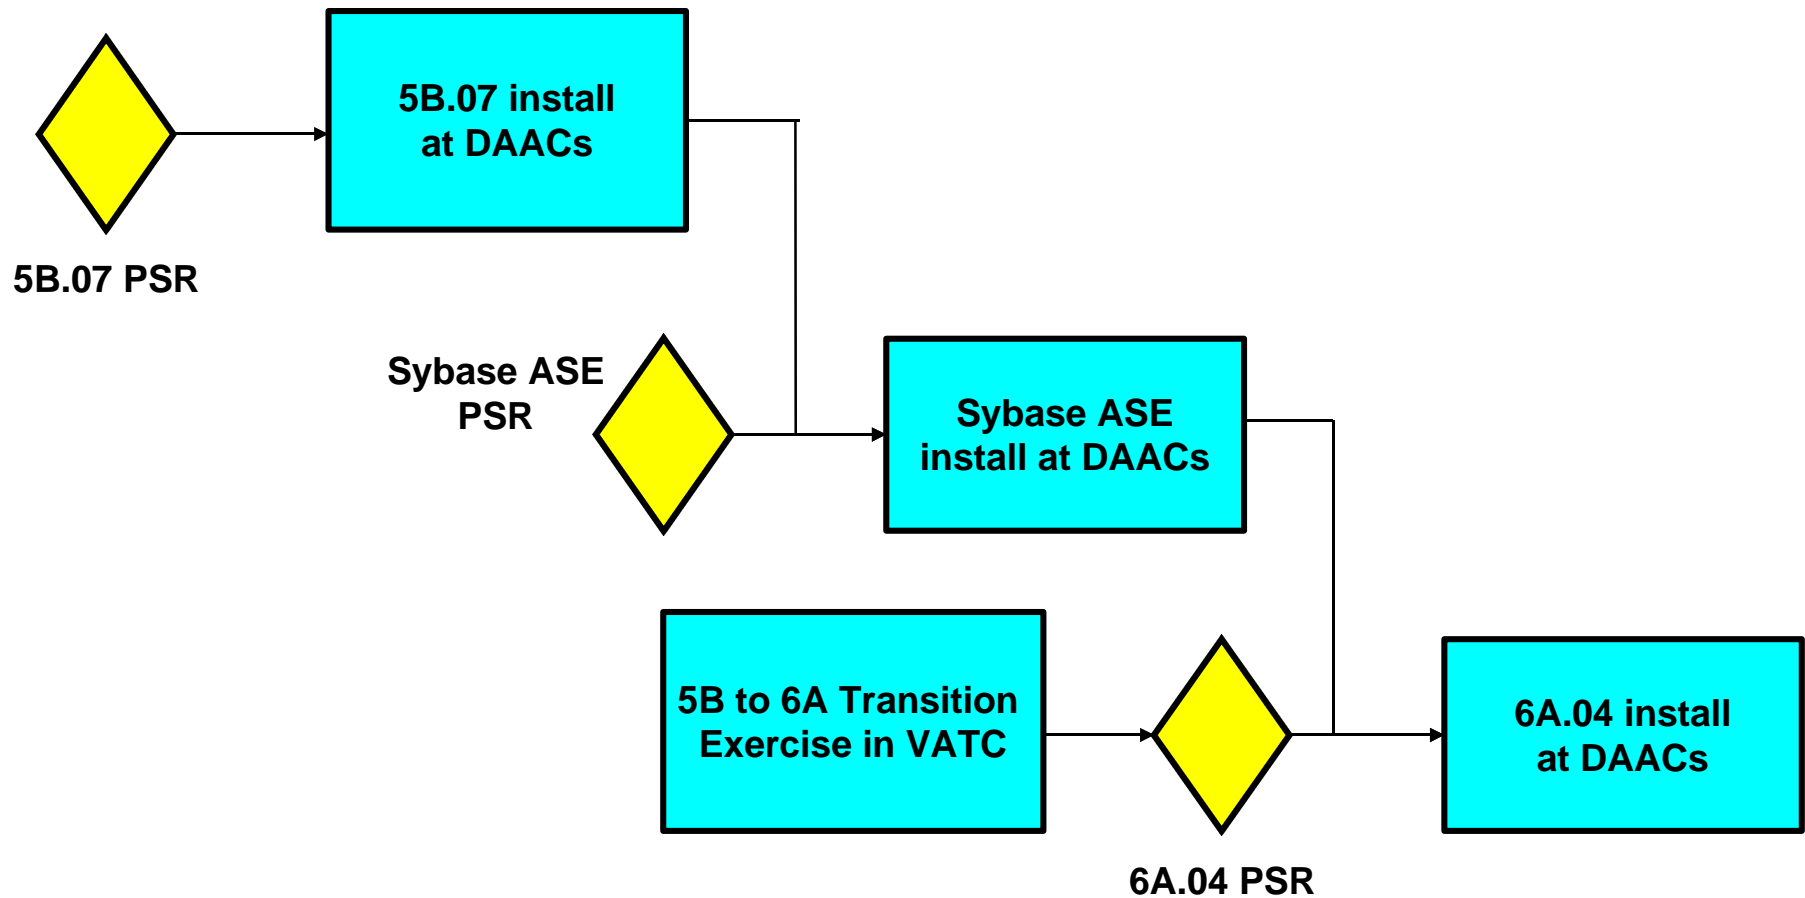 5B.07 install
at DAACs
5B.07 PSR
Sybase ASE
PSR
Sybase ASE
install at DAACs
5B to 6A Transition
Exercise in VATC
6A.04 install
at DAACs
6A.04 PSR